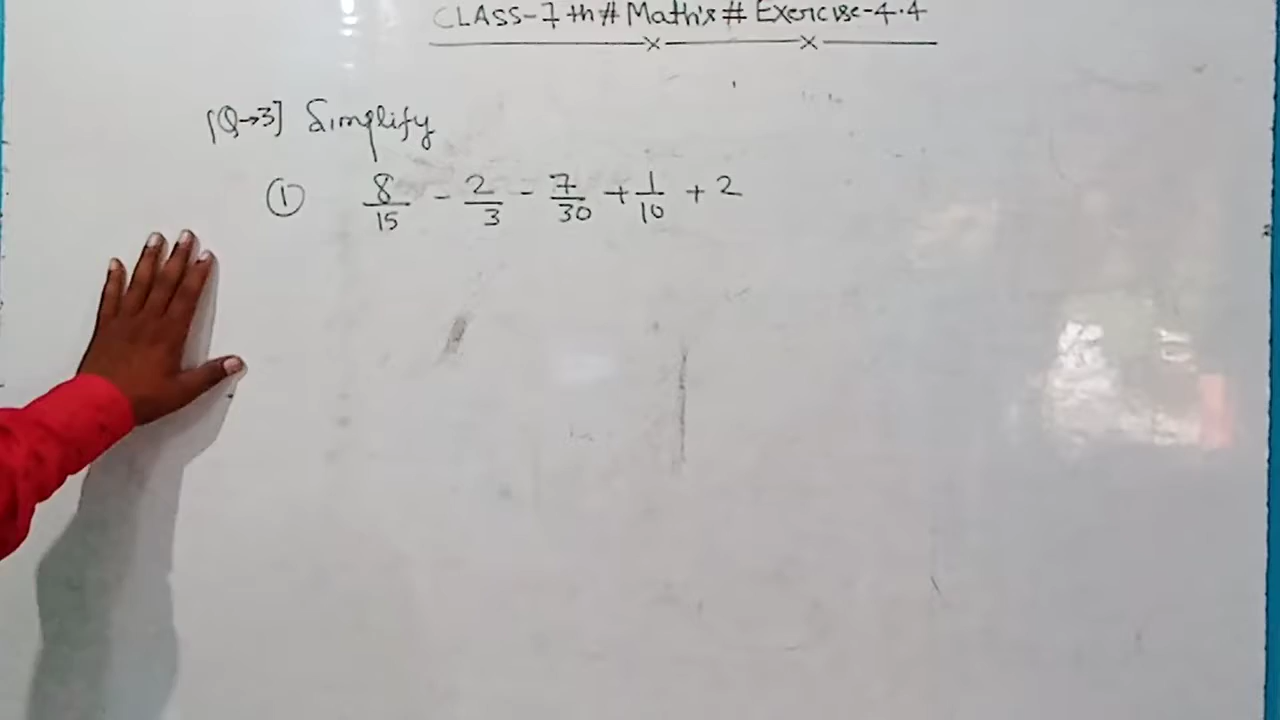 CLASS-7th# Math's # Exercise-4.4
[Q→3] Simplify
① 8/15 - 2/3 - 7/30 + 1/10 + 2